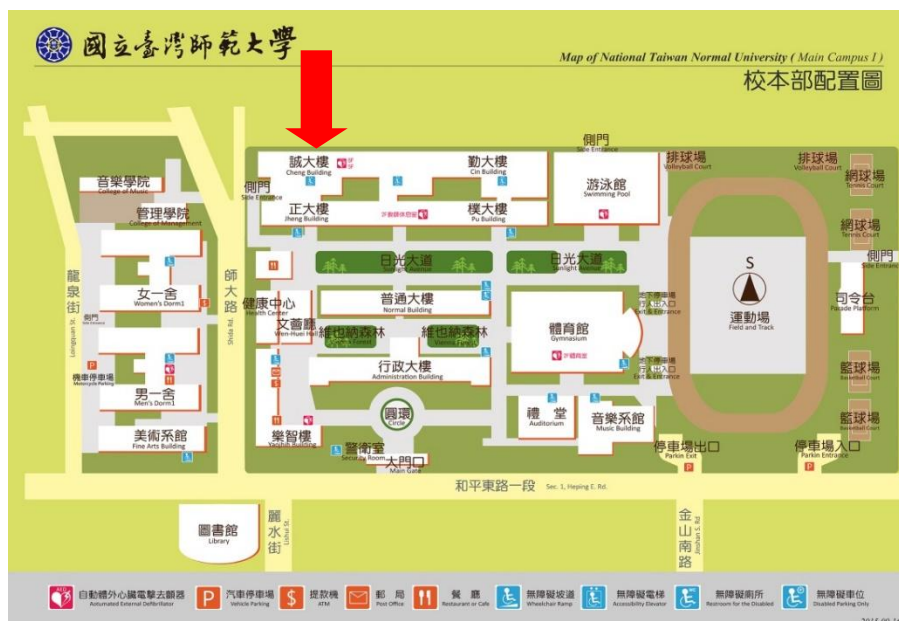 國立臺灣師範大學
Map of National Taiwan Normal University ( Main Campus I )
校本部配置圖
側門
Side Entrance
誠大樓
Cheng Building
勤大樓
Cin Building
游泳館
Swimming Pool
排球場
Volleyball Court
排球場
Volleyball Court
網球場
Tennis Court
音樂學院
College of Music
側門
Side Entrance
管理學院
College of Management
正大樓
Jheng Building
樸大樓
Pu Building
網球場
Tennis Court
日光大道
Sunlight Avenue
日光大道
Sunlight Avenue
S
側門
Side Entrance
龍泉街
師大路
Shida Rd.
女一舍
Women's Dorm1
側門
健康中心
Health Center
普通大樓
Normal Building
文薈廳
Wen-Huei Hall
維也納森林
維也納森林
體育館
Gymnasium
地下停車場
行人出入口
Exit & Entrance
運動場
Field and Track
司令台
Parade Platform
機車停車場
Motorcycle Parking
P
男一舍
Men's Dorm1
行政大樓
Administration Building
地下停車場
行人出入口
Exit & Entrance
籃球場
Basketball Court
美術系館
Fine Arts Building
圓環
Circle
禮堂
Auditorium
音樂系館
Music Building
籃球場
Basketball Court
樂智樓
警衛室
Security Room
大門口
Main Gate
停車場出口
Parkin Exit
P
停車場入口
Parkin Entrance
P
和平東路一段 Sec. 1, Heping E. Rd.
圖書館
Library
麗水街
Lishui St.
金山南路
Jinshan S. Rd
自動體外心臟電擊去顫器
Automated External Defibrillator
P
汽車停車場
Vehicle Parking
$
提款機
ATM
郵局
Post Office
餐廳
Restaurant or Cafe
無障礙坡道
Wheelchair Ramp
無障礙電梯
Accessibility Elevator
無障礙廁所
Restroom for the Disabled
無障礙車位
Disabled Parking Only